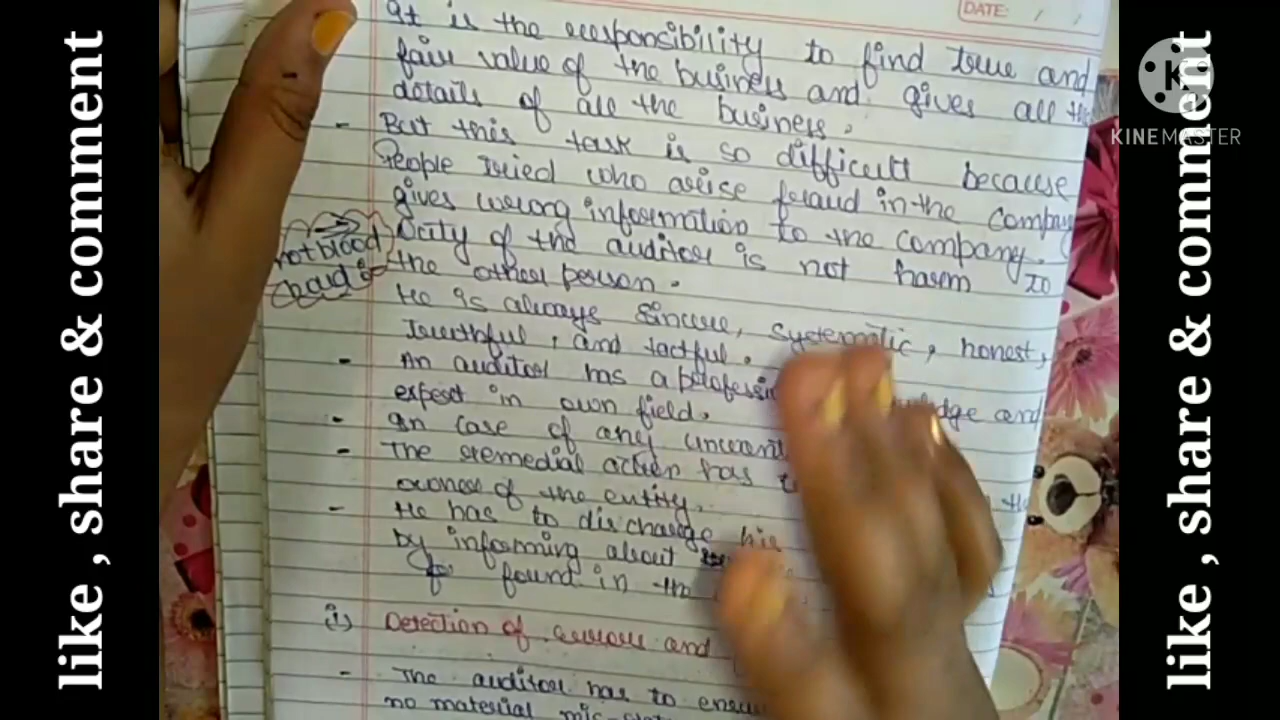 DATE: / /
It is the responsibility to find true and
fair value of the business and gives all the
details of all the business.
- But this task is so difficult because
People tried who arise fraud in the company
gives wrong information to the company.
Duty of the auditor is not harm to
the other person.
not blood
He is always sincere, systematic, honest,
truthful, and tactful.
- An auditor has a and
expert in own field.
- In case of any
- The remedial action has
owner of the entity.
- He has to discharge his
by informing about
found in
i) Detection of errors and
- The auditor has to
no material
like , share & comment
like , share & comment
K
KINEMASTER